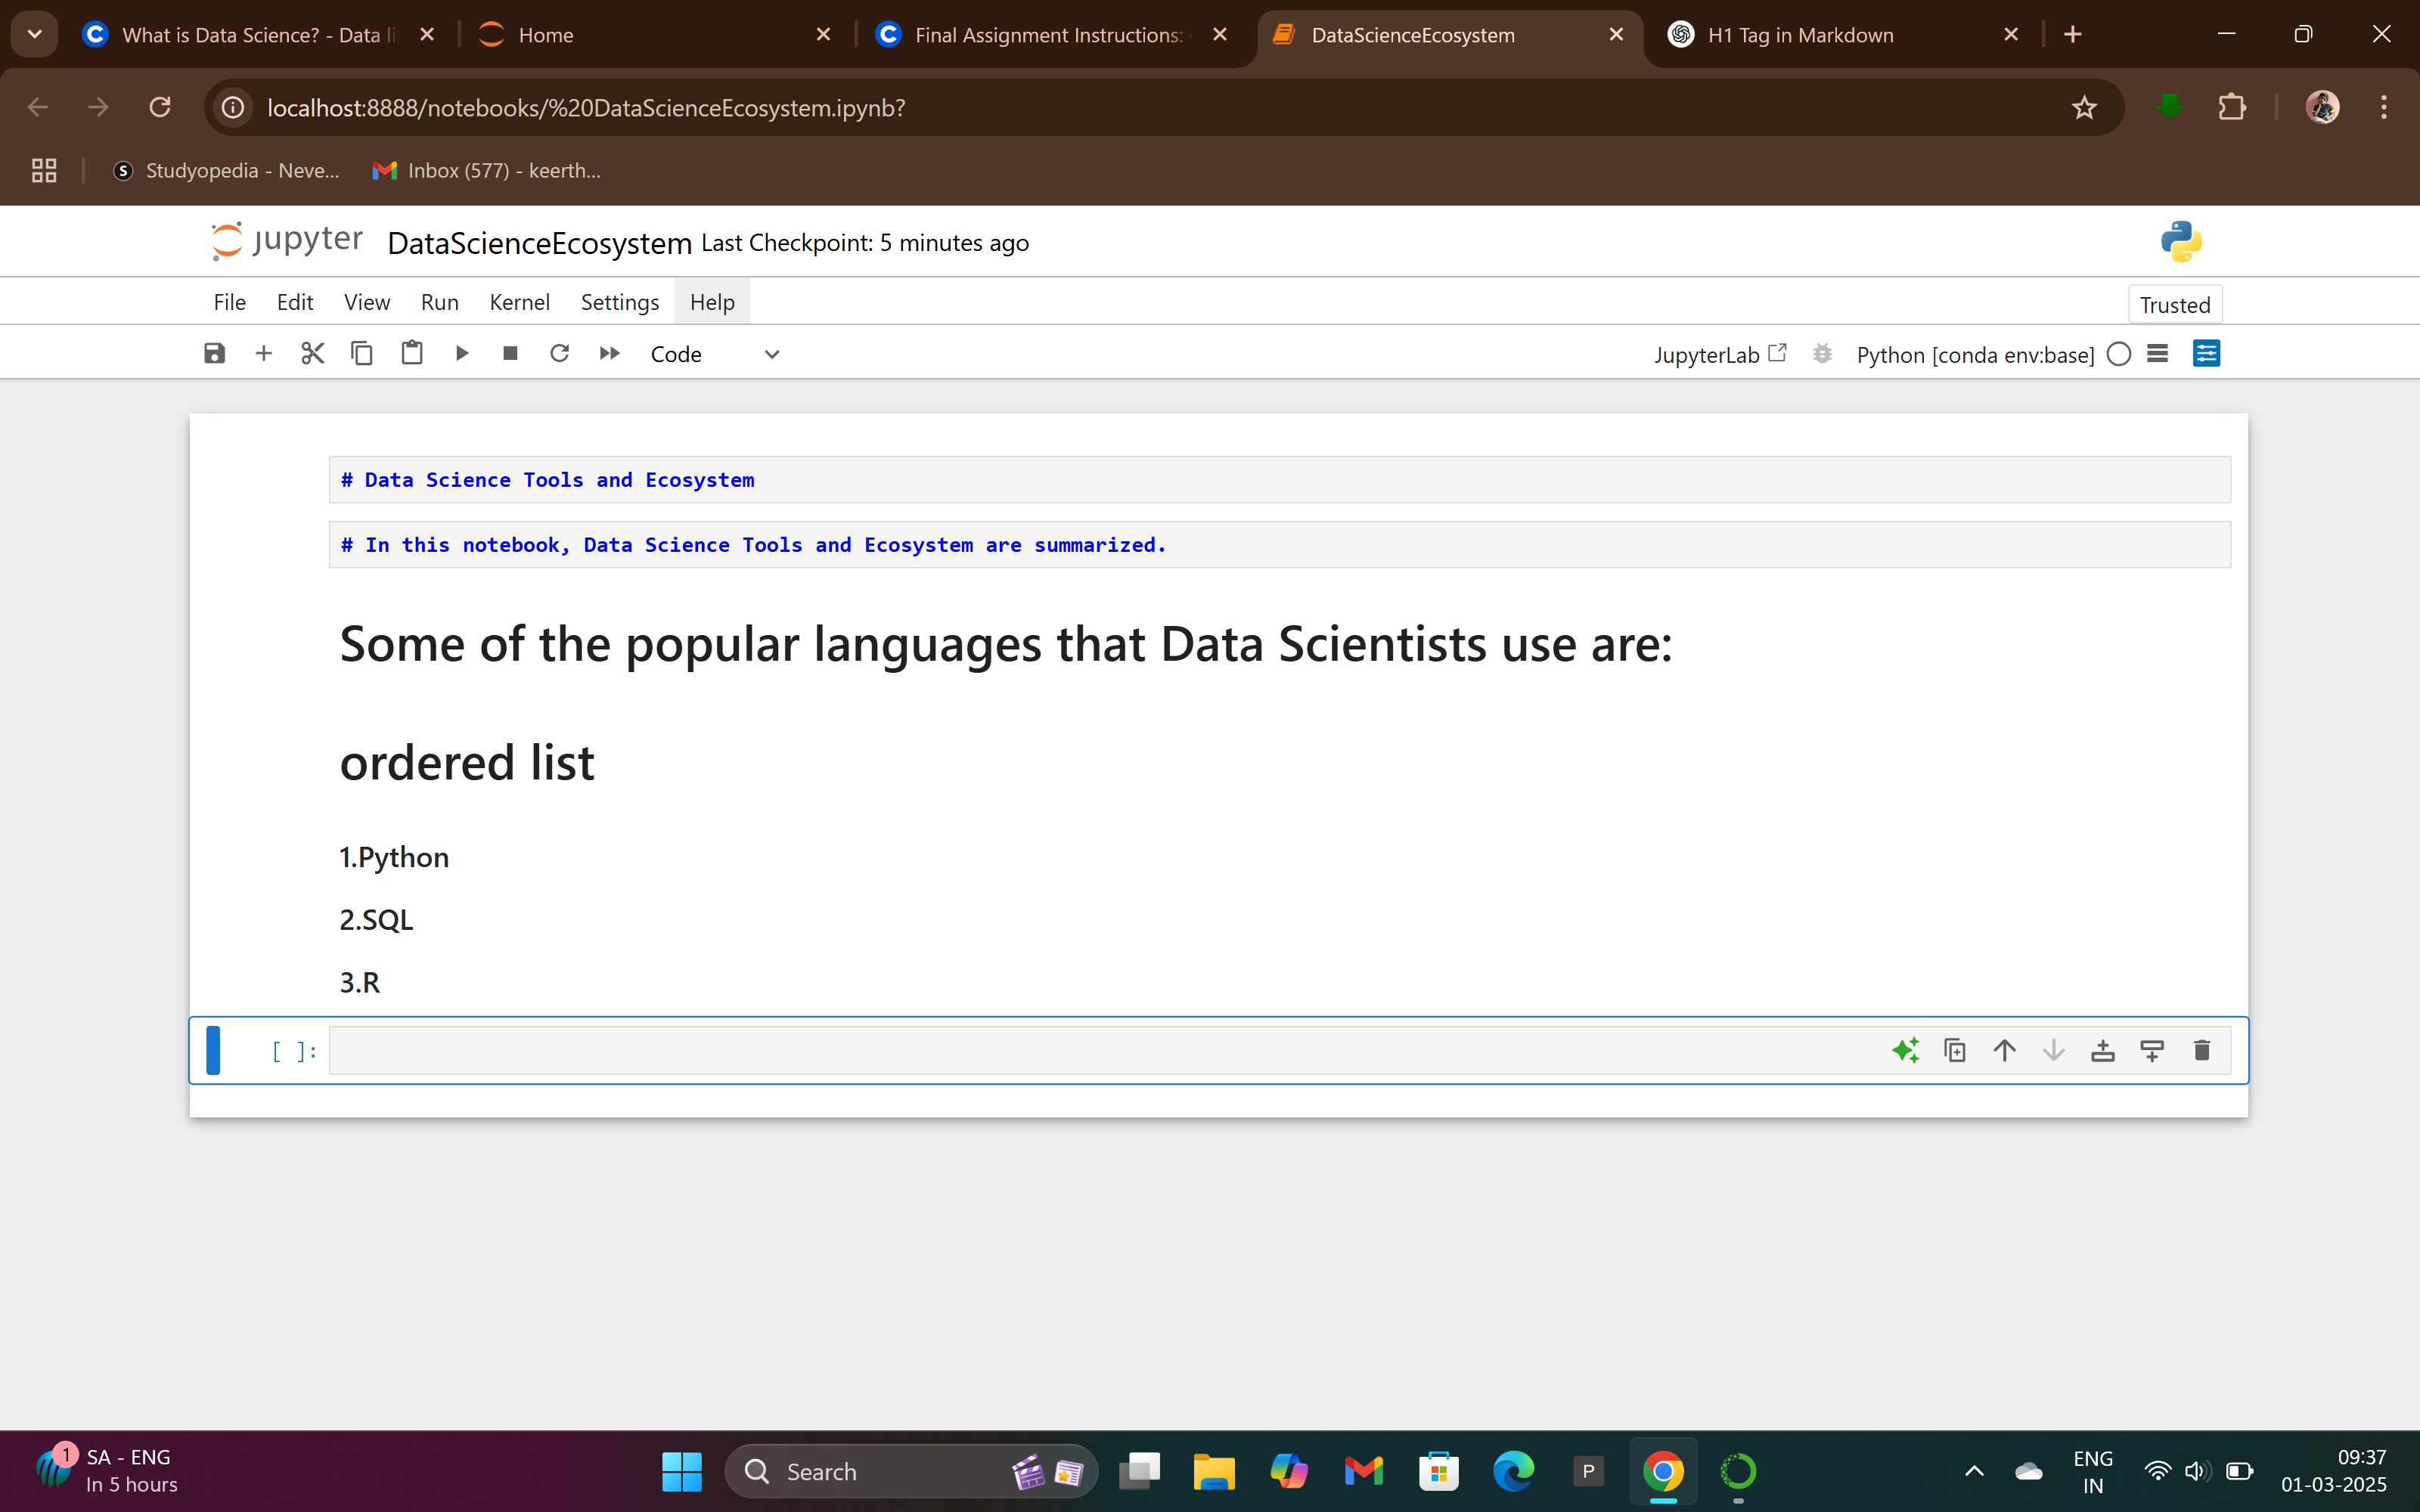 What is Data Science? - Data li
Home
Final Assignment Instructions:
DataScienceEcosystem
H1 Tag in Markdown
localhost:8888/notebooks/%20DataScienceEcosystem.ipynb?
Studyopedia - Neve...
Inbox (577) - keerth...
jupyter DataScienceEcosystem Last Checkpoint: 5 minutes ago
File Edit View Run Kernel Settings Help
Trusted
Code
JupyterLab
Python [conda env:base]
# Data Science Tools and Ecosystem
# In this notebook, Data Science Tools and Ecosystem are summarized.
Some of the popular languages that Data Scientists use are:
ordered list
1.Python
2.SQL
3.R
[ ]:
1
SA - ENG
In 5 hours
Search
P
ENG
IN
09:37
01-03-2025